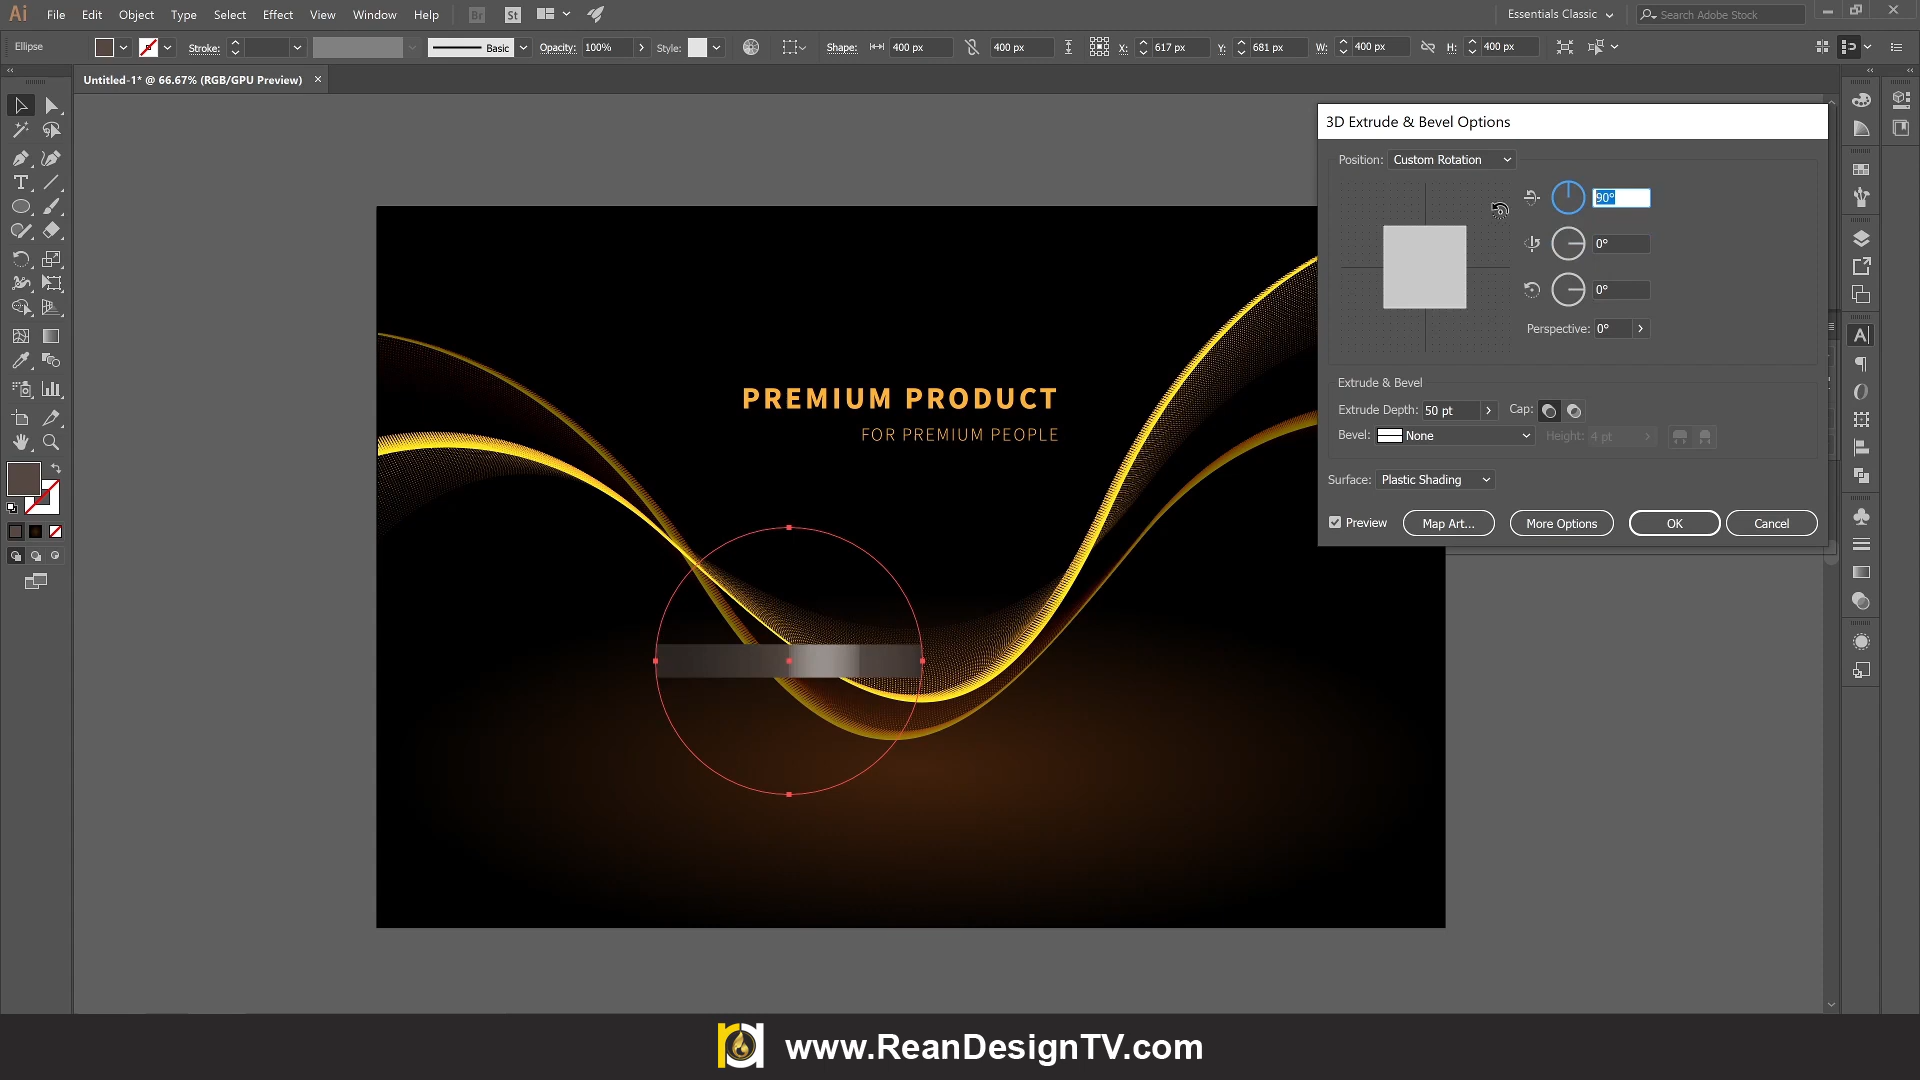 Ai File Edit Object Type Select Effect View Window Help Br St Essentials Classic Search Adobe Stock
Ellipse Stroke: Basic Opacity: 100% Style: Shape: 400 px 400 px X: 617 px Y: 681 px W: 400 px H: 400 px
Untitled-1* @ 66.67% (RGB/GPU Preview) ×
3D Extrude & Bevel Options
Position: Custom Rotation
90°
0°
0°
Perspective: 0°
Extrude & Bevel
Extrude Depth: 50 pt Cap:
Bevel: None Height: 4 pt
Surface: Plastic Shading
Preview Map Art... More Options OK Cancel
PREMIUM PRODUCT
FOR PREMIUM PEOPLE
www.ReanDesignTV.com